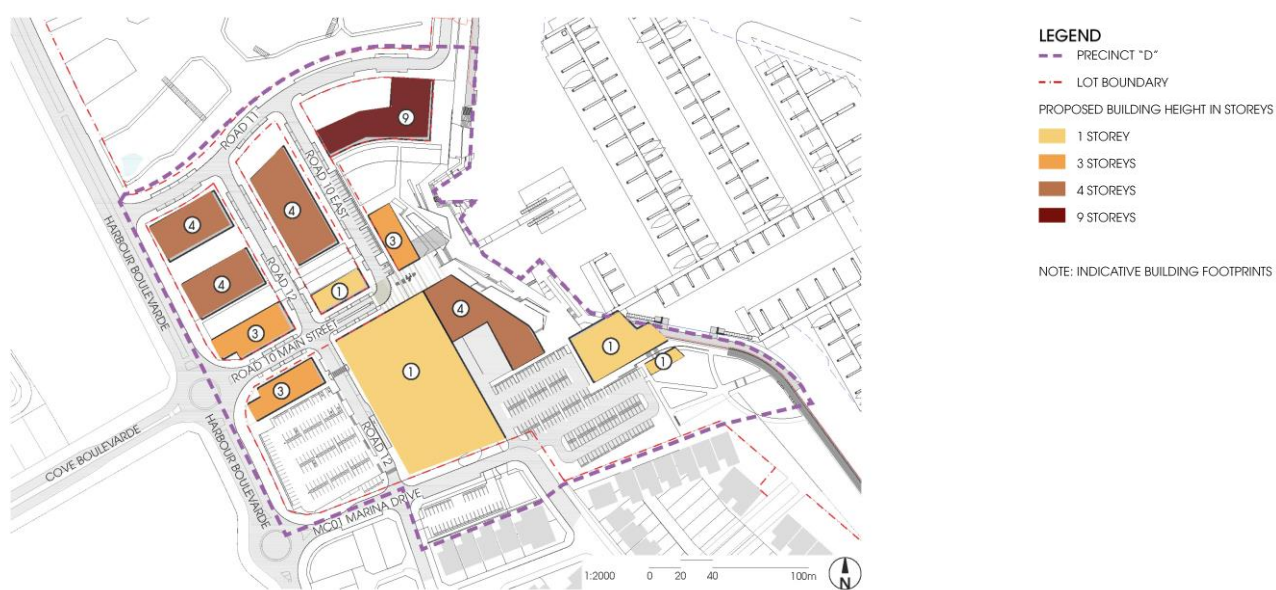 LEGEND
PRECINCT "D"
LOT BOUNDARY
PROPOSED BUILDING HEIGHT IN STOREYS
1 STOREY
3 STOREYS
4 STOREYS
9 STOREYS
NOTE: INDICATIVE BUILDING FOOTPRINTS
9
ROAD 11
ROAD 10 EAST
4
4
3
HARBOUR BOULEVARDE
4
ROAD 12
1
4
3
ROAD 10 MAIN STREET
1
1
1
3
ROAD 12
COVE BOULEVARDE
HARBOUR BOULEVARDE
MC01 MARINA DRIVE
1:2000 0 20 40 100m
N